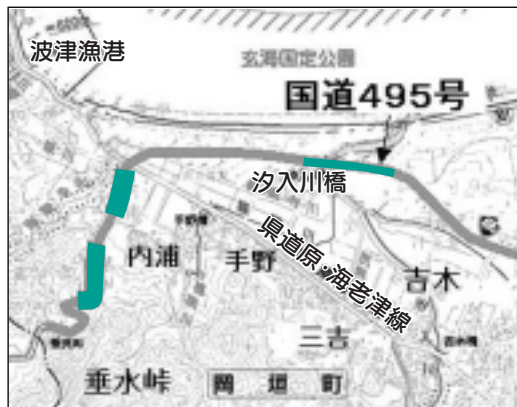 波津漁港
玄海国定公園
国道495号
汐入川橋
県道原・海老津線
内浦
手野
吉木
三吉
垂水峠
岡垣町